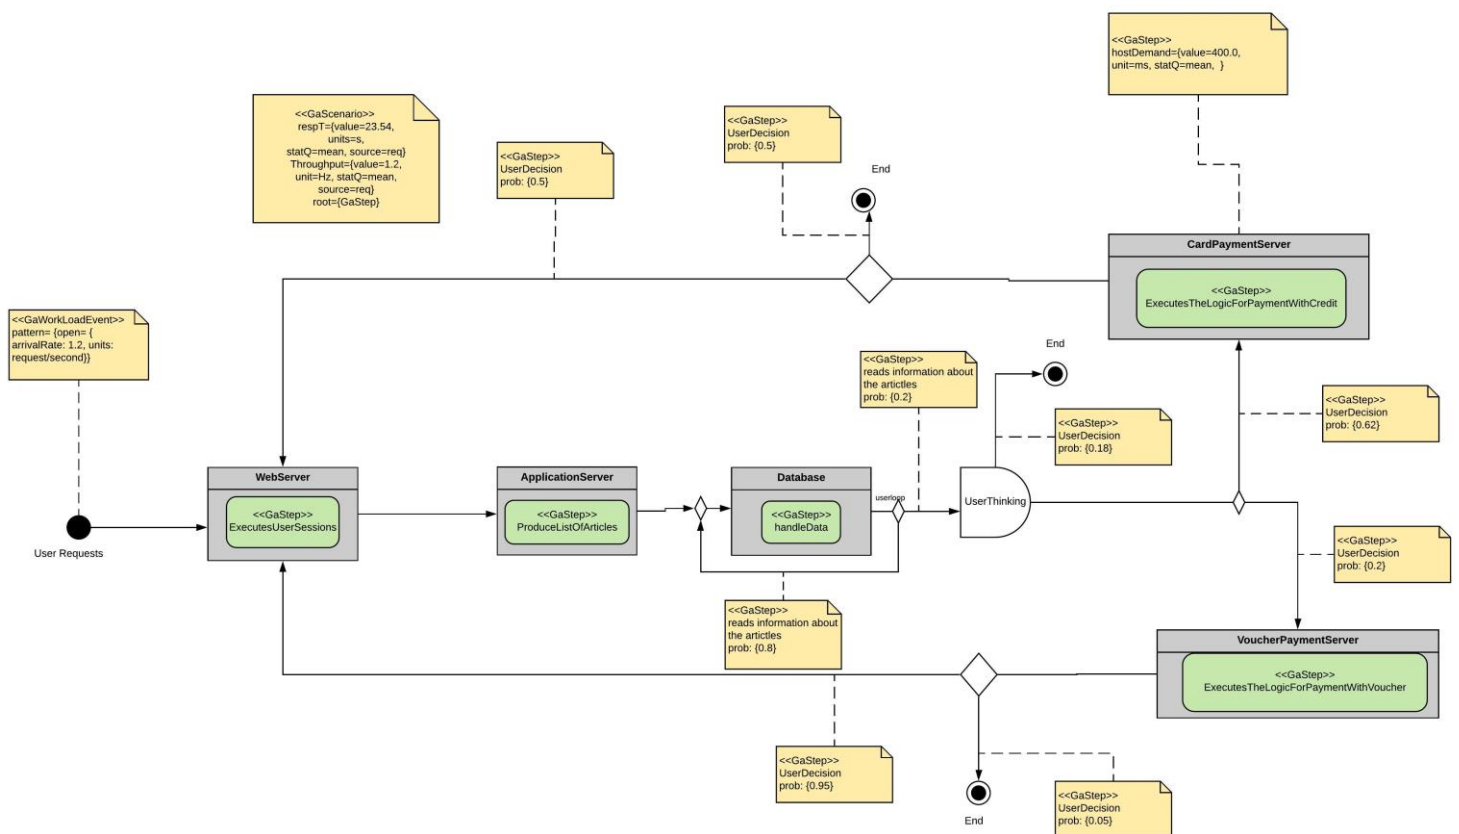 <<GaStep>>
hostDemand={value=400.0,
unit=ms, statQ=mean,  }
<<GaScenario>>
respT={value=23.54,
units=s,
statQ=mean, source=req}
Throughput={value=1.2,
unit=Hz, statQ=mean,
source=req}
root={GaStep}
<<GaStep>>
UserDecision
prob: {0.5}
<<GaStep>>
UserDecision
prob: {0.5}
End
CardPaymentServer
<<GaStep>>
ExecutesTheLogicForPaymentWithCredit
<<GaWorkLoadEvent>>
pattern= {open= {
arrivalRate: 1.2, units:
request/second}}
End
<<GaStep>>
reads information about
the artictles
prob: {0.2}
<<GaStep>>
UserDecision
prob: {0.18}
<<GaStep>>
UserDecision
prob: {0.62}
User Requests
WebServer
<<GaStep>>
ExecutesUserSessions
ApplicationServer
<<GaStep>>
ProduceListOfArticles
Database
<<GaStep>>
handleData
userloop
UserThinking
<<GaStep>>
UserDecision
prob: {0.2}
<<GaStep>>
reads information about
the artictles
prob: {0.8}
VoucherPaymentServer
<<GaStep>>
ExecutesTheLogicForPaymentWithVoucher
<<GaStep>>
UserDecision
prob: {0.95}
End
<<GaStep>>
UserDecision
prob: {0.05}